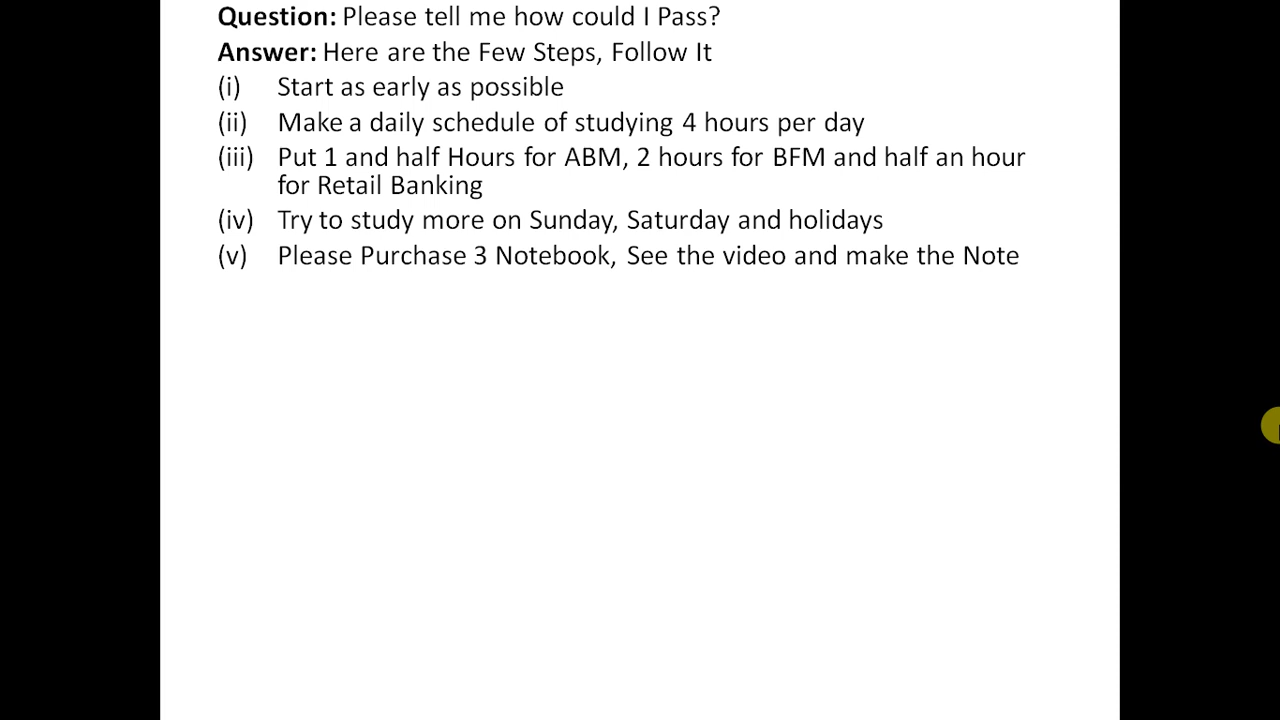 Question: Please tell me how could I Pass?
Answer: Here are the Few Steps, Follow It
(i) Start as early as possible
(ii) Make a daily schedule of studying 4 hours per day
(iii) Put 1 and half Hours for ABM, 2 hours for BFM and half an hour
for Retail Banking
(iv) Try to study more on Sunday, Saturday and holidays
(v) Please Purchase 3 Notebook, See the video and make the Note